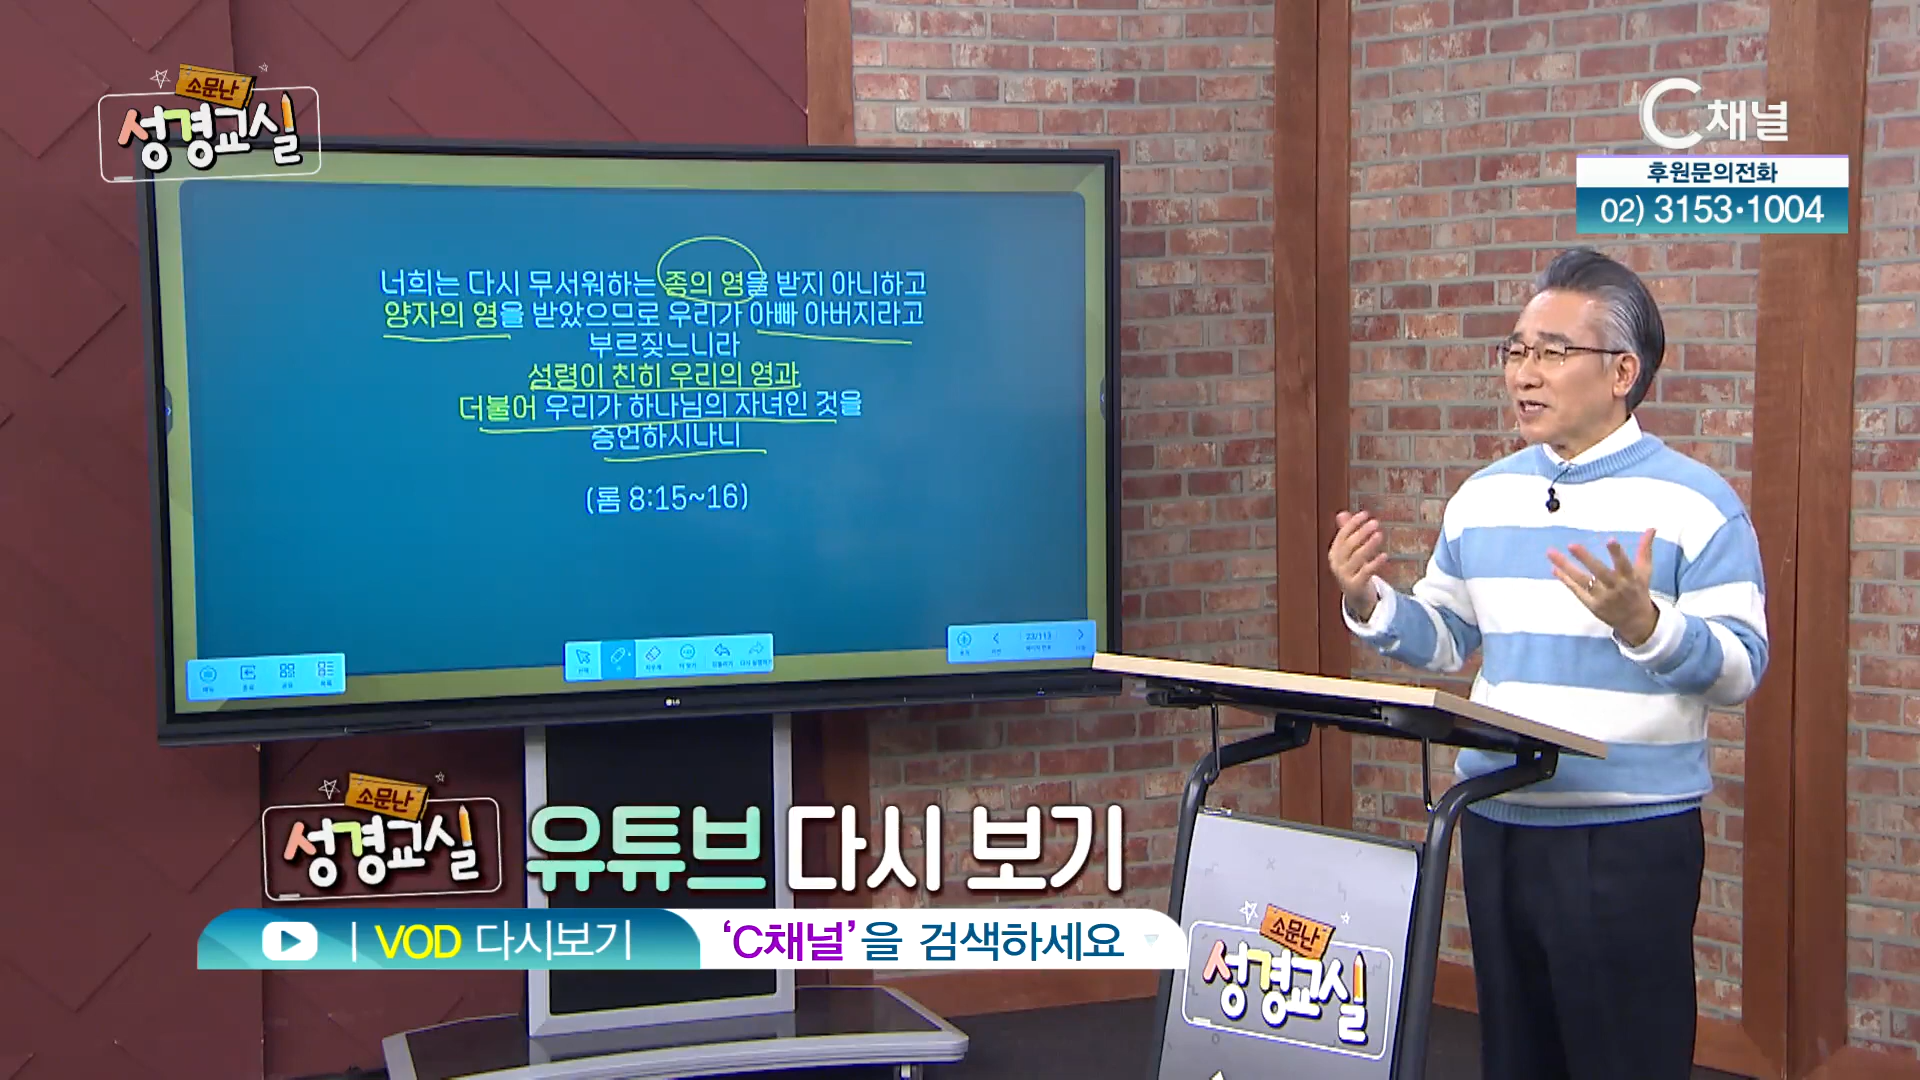 소문난
성경교실
C채널
후원문의전화
02) 3153·1004
너희는 다시 무서워하는 종의 영을 받지 아니하고
양자의 영을 받았으므로 우리가 아빠 아버지라고
부르짖느니라
성령이 친히 우리의 영과
더불어 우리가 하나님의 자녀인 것을
증언하시나니
(롬 8:15~16)
23/113
LG
소문난
성경교실
유튜브 다시 보기
VOD 다시보기
'C채널'을 검색하세요
소문난
성경교실